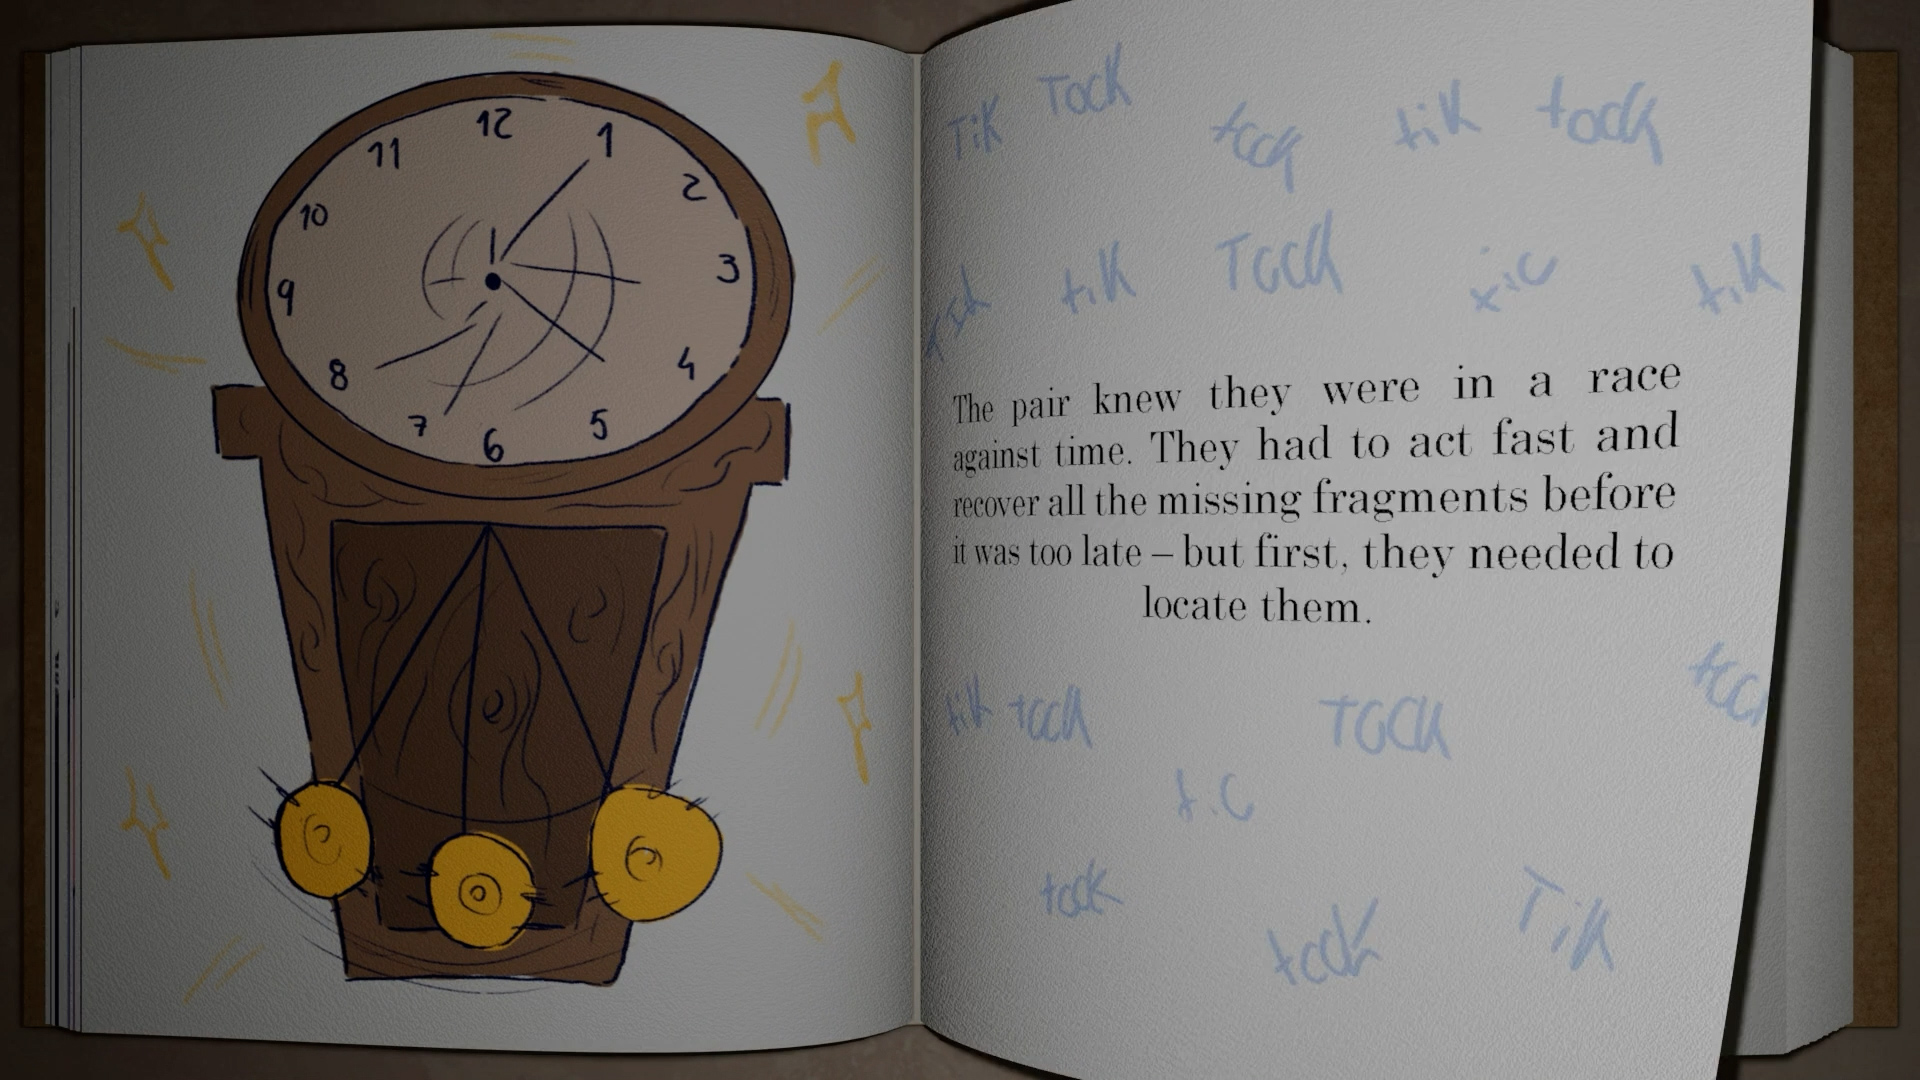 12
11 1
10 2
9 3
8 4
7 5
6
TiK TocK tock tiK tock
tiK TOCK tic tiK
The pair knew they were in a race
against time. They had to act fast and
recover all the missing fragments before
it was too late – but first, they needed to
locate them.
tik tock TOCK tock
tock
tock TiK